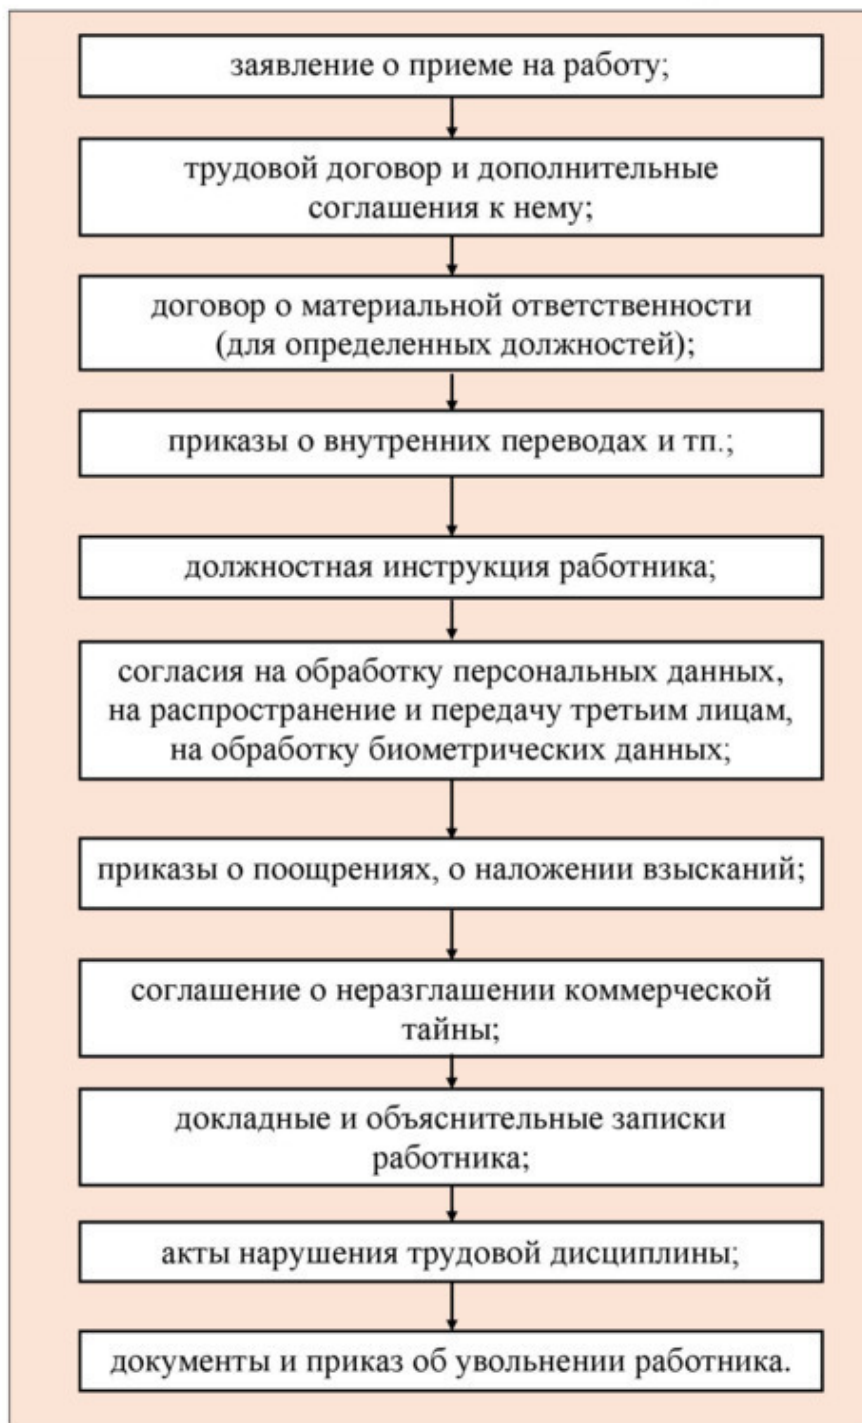 заявление о приеме на работу;
трудовой договор и дополнительные
соглашения к нему;
договор о материальной ответственности
(для определенных должностей);
приказы о внутренних переводах и тп.;
должностная инструкция работника;
согласия на обработку персональных данных,
на распространение и передачу третьим лицам,
на обработку биометрических данных;
приказы о поощрениях, о наложении взысканий;
соглашение о неразглашении коммерческой
тайны;
докладные и объяснительные записки
работника;
акты нарушения трудовой дисциплины;
документы и приказ об увольнении работника.